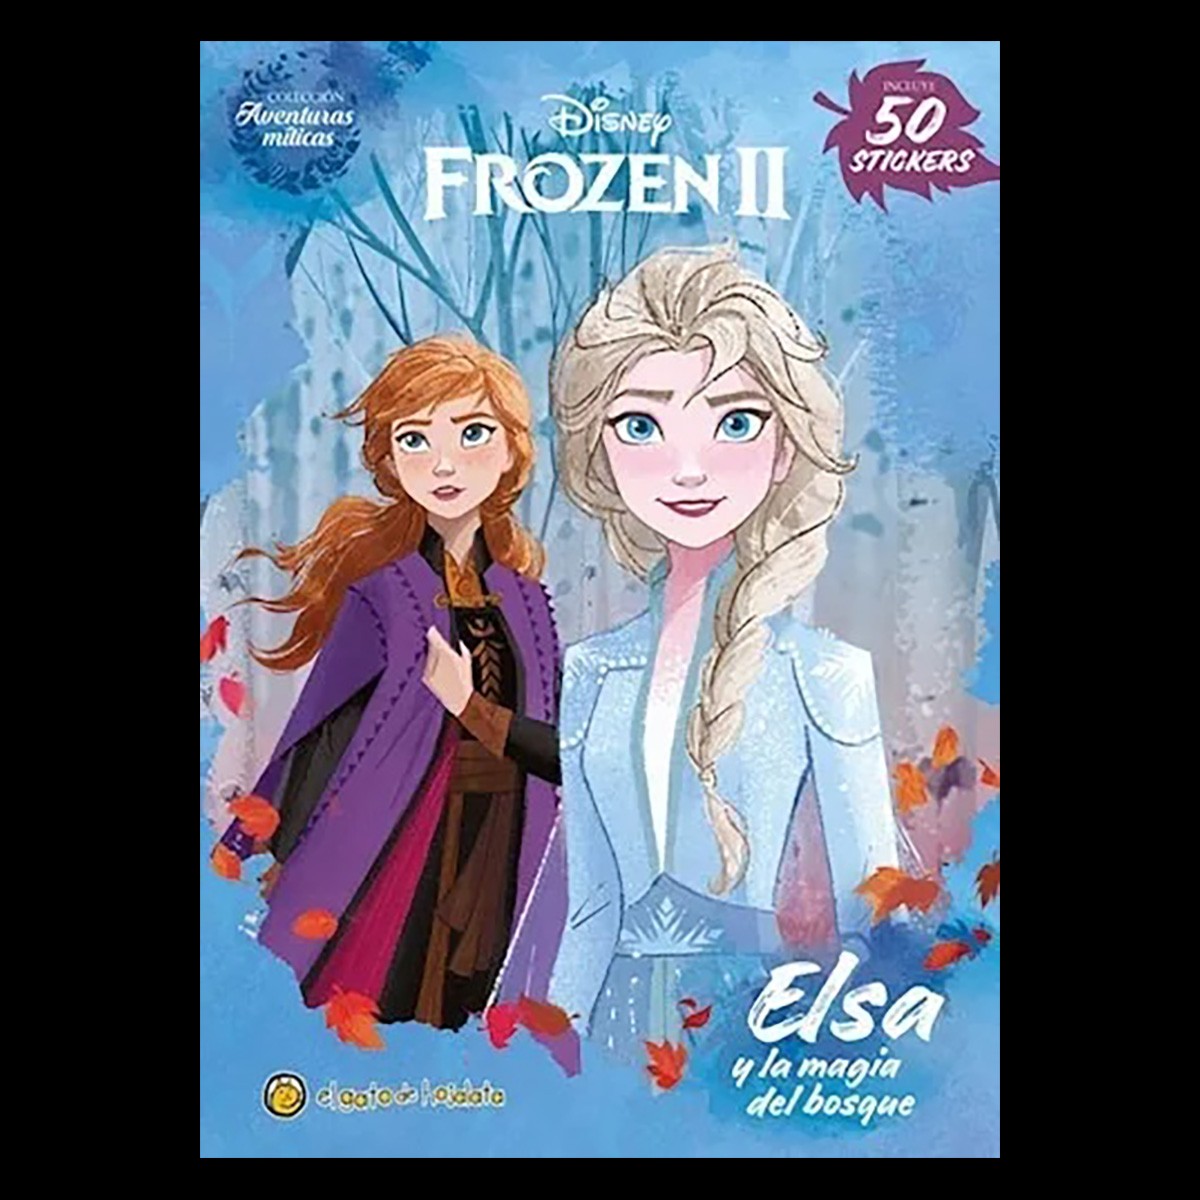 COLECCIÓN
Aventuras
míticas
Disney
FROZEN II
INCLUYE
50
STICKERS
Elsa
y la magia
del bosque
el gato de hojalata